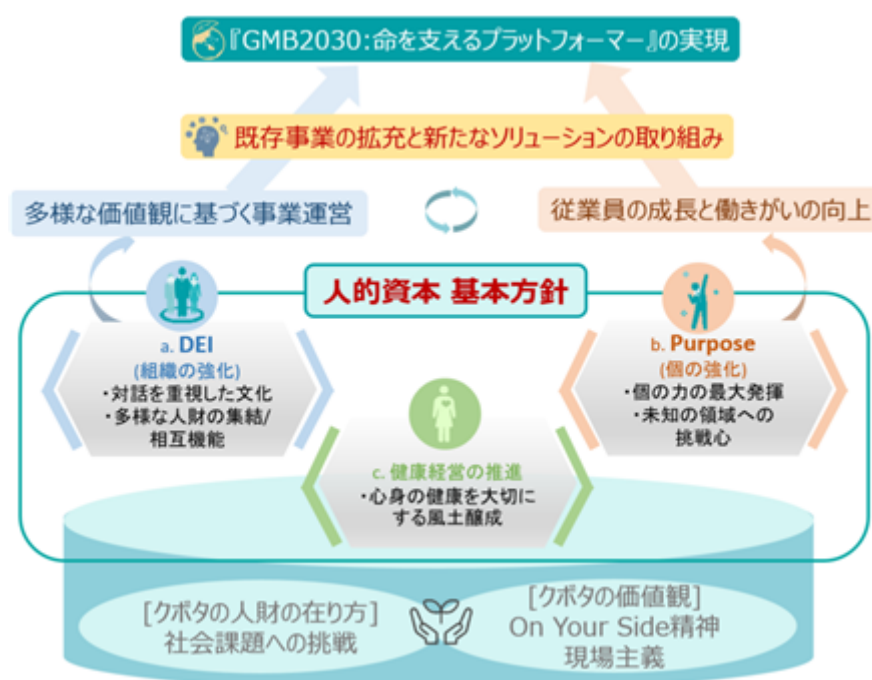 『GMB2030：命を支えるプラットフォーマー』の実現
既存事業の拡充と新たなソリューションの取り組み
多様な価値観に基づく事業運営
従業員の成長と働きがいの向上
人的資本 基本方針
a. DEI
(組織の強化)
・対話を重視した文化
・多様な人財の集結/
相互機能
b. Purpose
(個の強化)
・個の力の最大発揮
・未知の領域への
挑戦心
c. 健康経営の推進
・心身の健康を大切に
する風土醸成
[クボタの人財の在り方]
社会課題への挑戦
[クボタの価値観]
On Your Side精神
現場主義